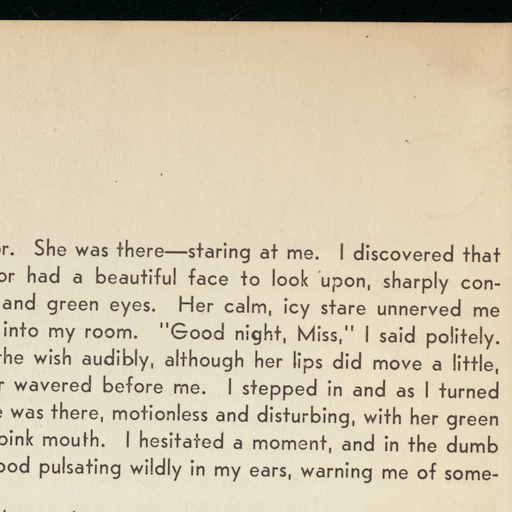 r. She was there—staring at me. I discovered that
or had a beautiful face to look upon, sharply con-
and green eyes. Her calm, icy stare unnerved me
into my room. "Good night, Miss," I said politely.
the wish audibly, although her lips did move a little,
r wavered before me. I stepped in and as I turned
e was there, motionless and disturbing, with her green
pink mouth. I hesitated a moment, and in the dumb
ood pulsating wildly in my ears, warning me of some-